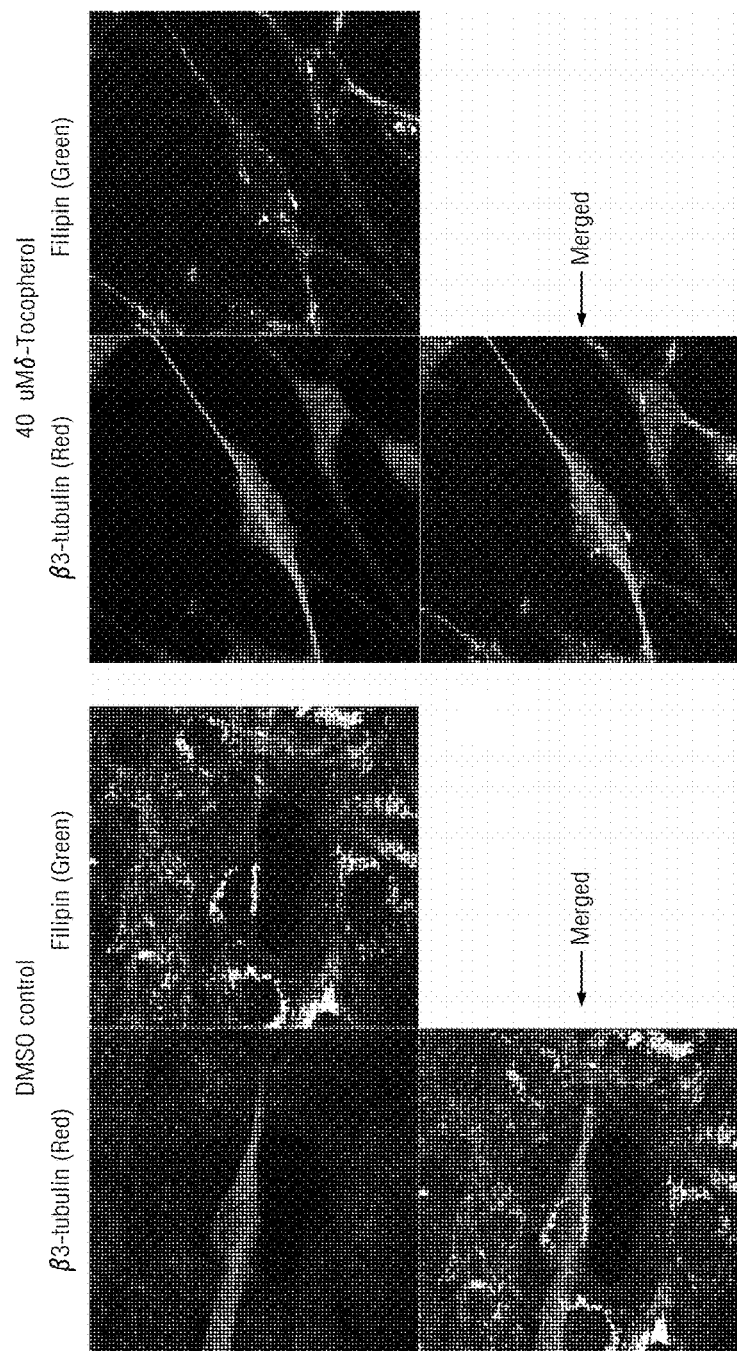 DMSO control
β3-tubulin (Red)
Filipin (Green)
Merged
40 uMδ-Tocopherol
β3-tubulin (Red)
Filipin (Green)
Merged